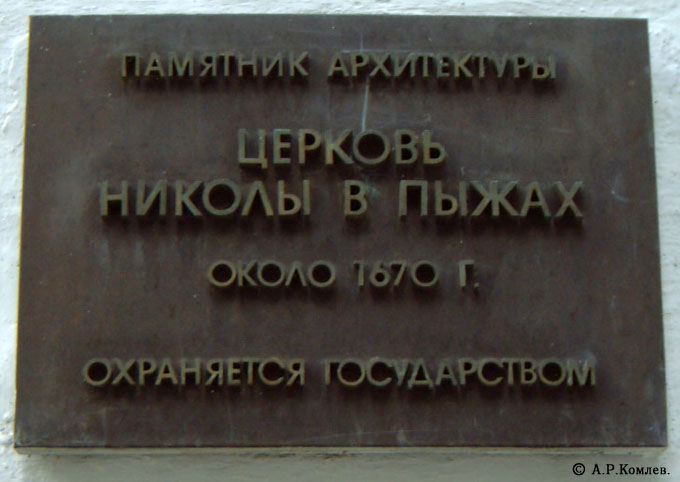 ПАМЯТНИК АРХИТЕКТУРЫ
ЦЕРКОВЬ
НИКОЛЫ В ПЫЖАХ
ОКОЛО 1670 Г.
ОХРАНЯЕТСЯ ГОСУДАРСТВОМ
© А.Р.Комлев.